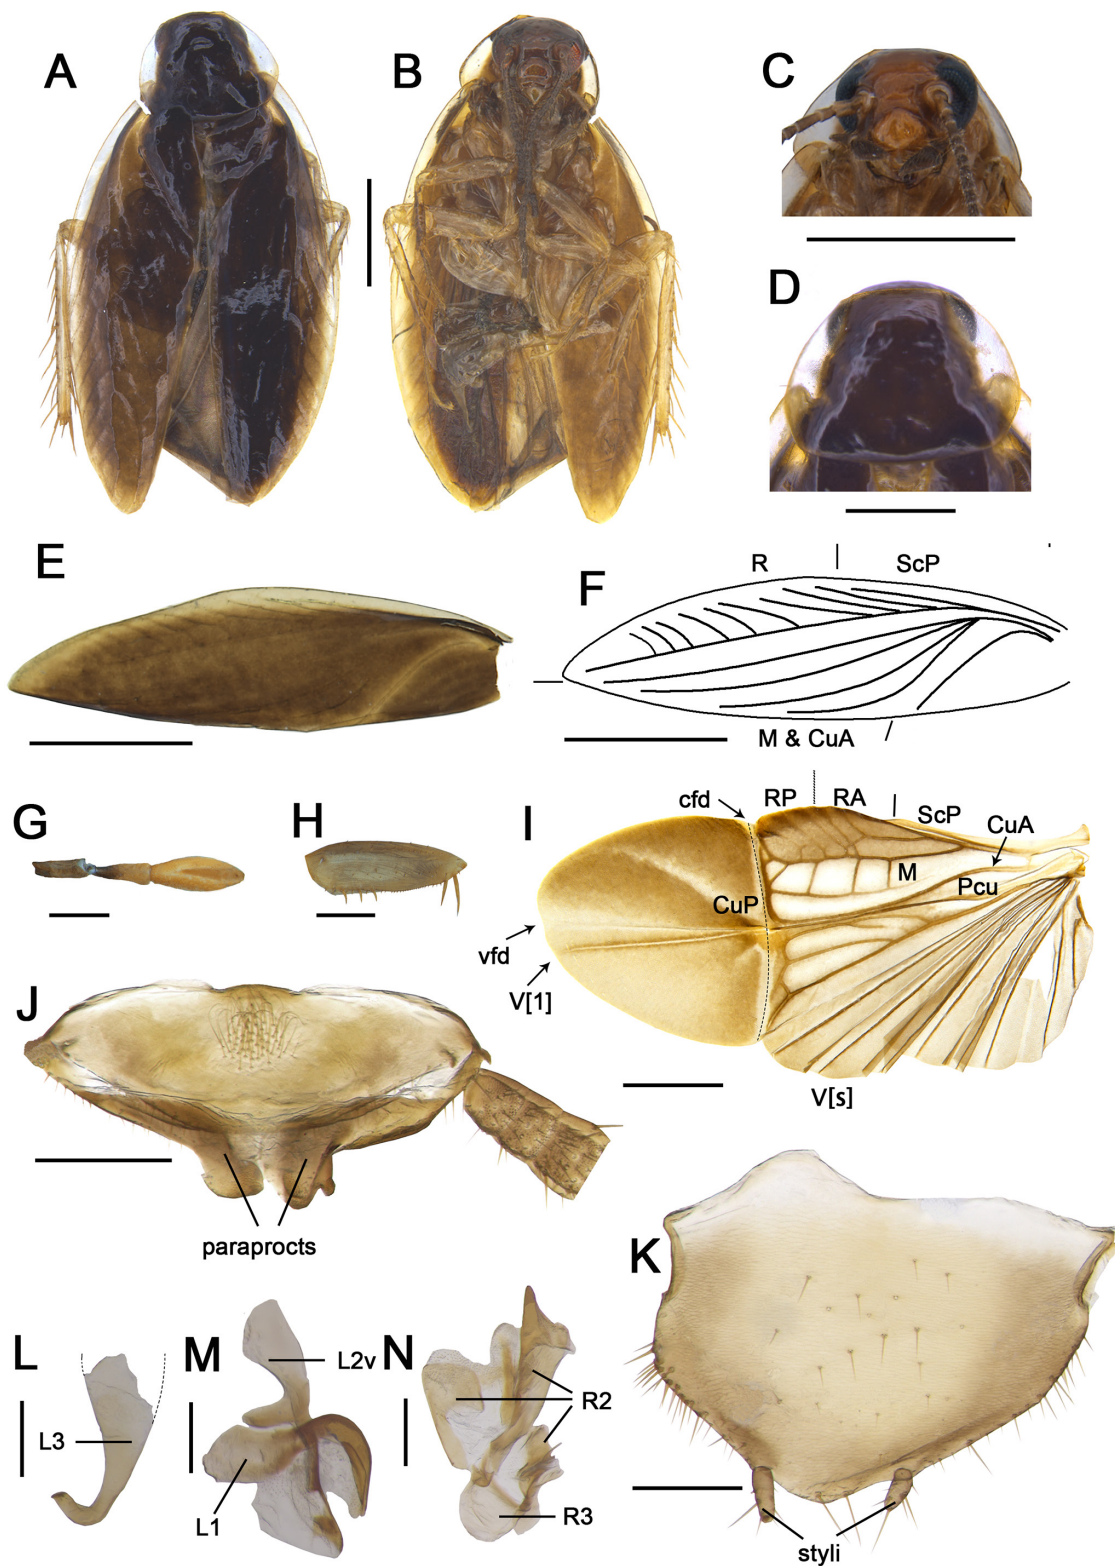 A
B
C
D
E
F
R
ScP
M & CuA
G
H
I
cfd
RP
RA
ScP
CuA
M
Pcu
CuP
vfd
V[1]
V[s]
J
paraprocts
K
styli
L
L3
M
L2v
L1
N
R2
R3